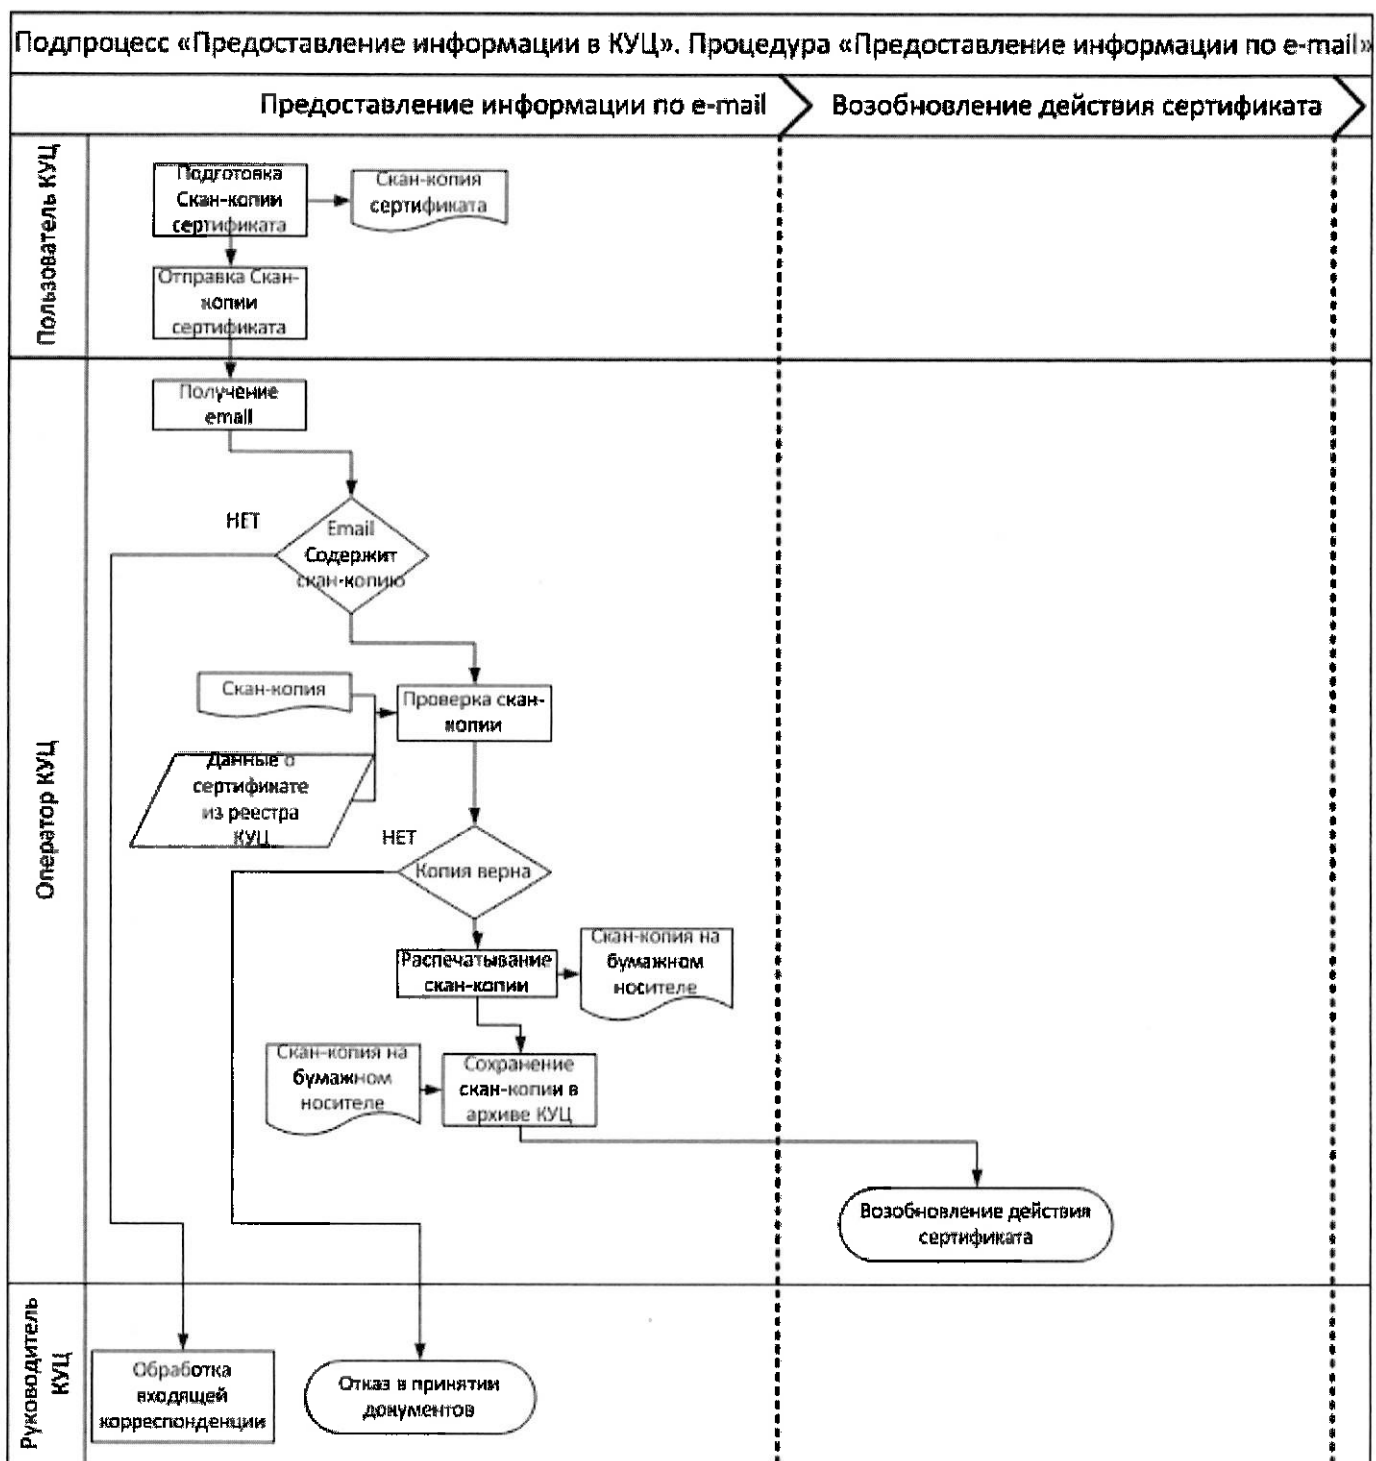 Подпроцесс «Предоставление информации в КУЦ». Процедура «Предоставление информации по e-mail»
Предоставление информации по e-mail
Возобновление действия сертификата
Пользователь КУЦ
Подготовка
Скан-копии
сертификата
Скан-копия
сертификата
Отправка Скан-
копии
сертификата
Оператор КУЦ
Получение
email
НЕТ
Email
Содержит
скан-копию
Скан-копия
Проверка скан-
копии
Данные о
сертификате
из реестра
КУЦ
НЕТ
Копия верна
Распечатывание
скан-копии
Скан-копия на
бумажном
носителе
Скан-копия на
бумажном
носителе
Сохранение
скан-копии в
архиве КУЦ
Возобновление действия
сертификата
Руководитель
КУЦ
Обработка
входящей
корреспонденции
Отказ в принятии
документов